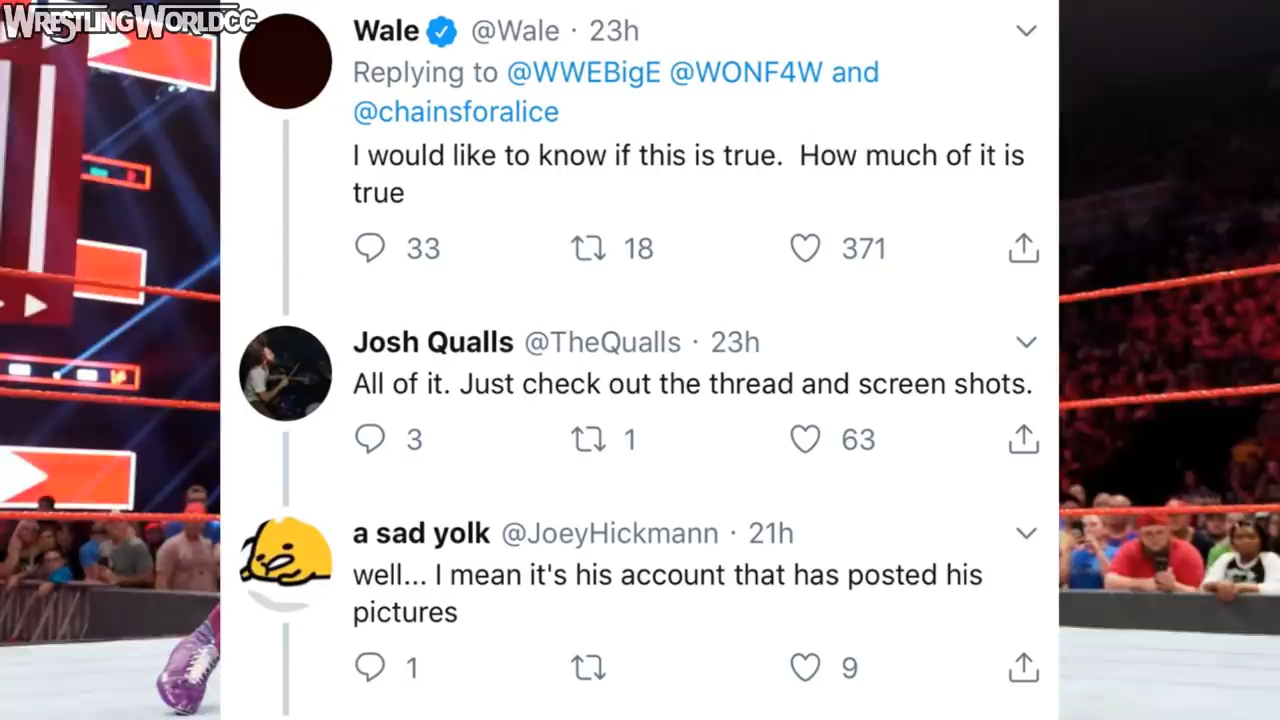 WRESTLINGWORLDCC
Wale @Wale · 23h
Replying to @WWEBigE @WONF4W and
@chainsforalice
I would like to know if this is true.  How much of it is
true
33 18 371
Josh Qualls @TheQualls · 23h
All of it. Just check out the thread and screen shots.
3 1 63
a sad yolk @JoeyHickmann · 21h
well... I mean it's his account that has posted his
pictures
1 9